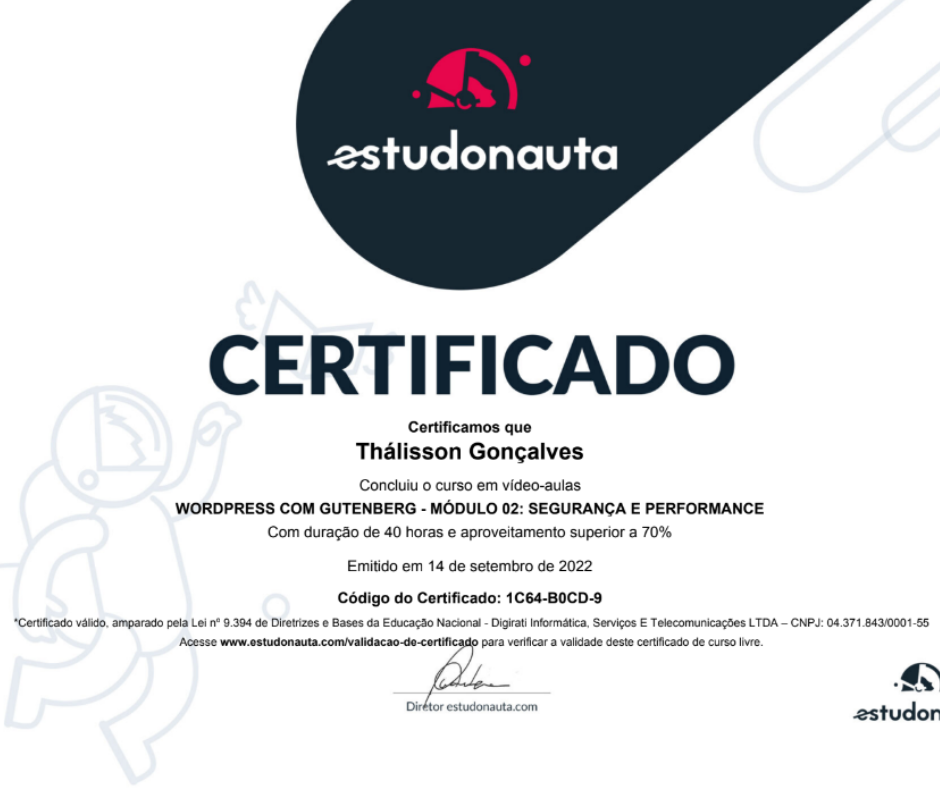 estudonauta
CERTIFICADO
Certificamos que
Thálisson Gonçalves
Concluiu o curso em vídeo-aulas
WORDPRESS COM GUTENBERG - MÓDULO 02: SEGURANÇA E PERFORMANCE
Com duração de 40 horas e aproveitamento superior a 70%
Emitido em 14 de setembro de 2022
Código do Certificado: 1C64-B0CD-9
*Certificado válido, amparado pela Lei nº 9.394 de Diretrizes e Bases da Educação Nacional - Digirati Informática, Serviços E Telecomunicações LTDA – CNPJ: 04.371.843/0001-55
Acesse www.estudonauta.com/validacao-de-certificado para verificar a validade deste certificado de curso livre.
Diretor estudonauta.com
estudon